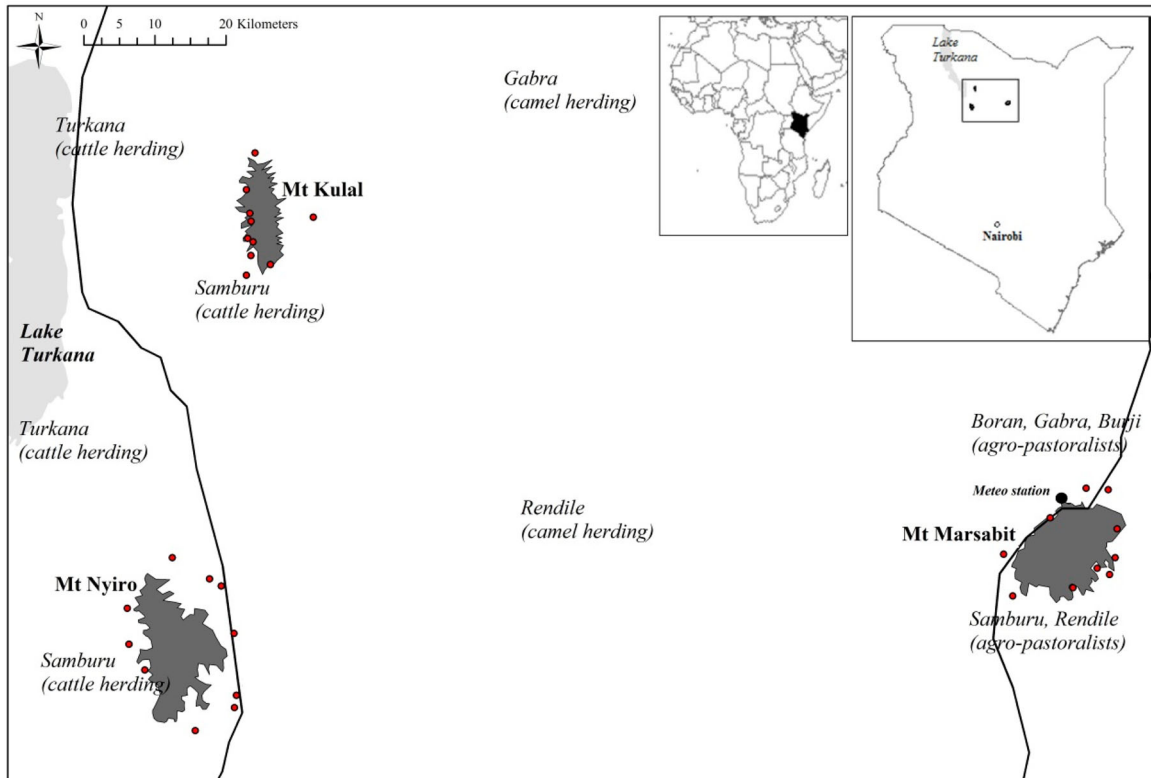 N
0 5 10 20 Kilometers
Gabra
(camel herding)
Lake
Turkana
Turkana
(cattle herding)
Mt Kulal
Nairobi
Samburu
(cattle herding)
Lake
Turkana
Turkana
(cattle herding)
Boran, Gabra, Burji
(agro-pastoralists)
Meteo station
Rendile
(camel herding)
Mt Marsabit
Mt Nyiro
Samburu, Rendile
(agro-pastoralists)
Samburu
(cattle herding)